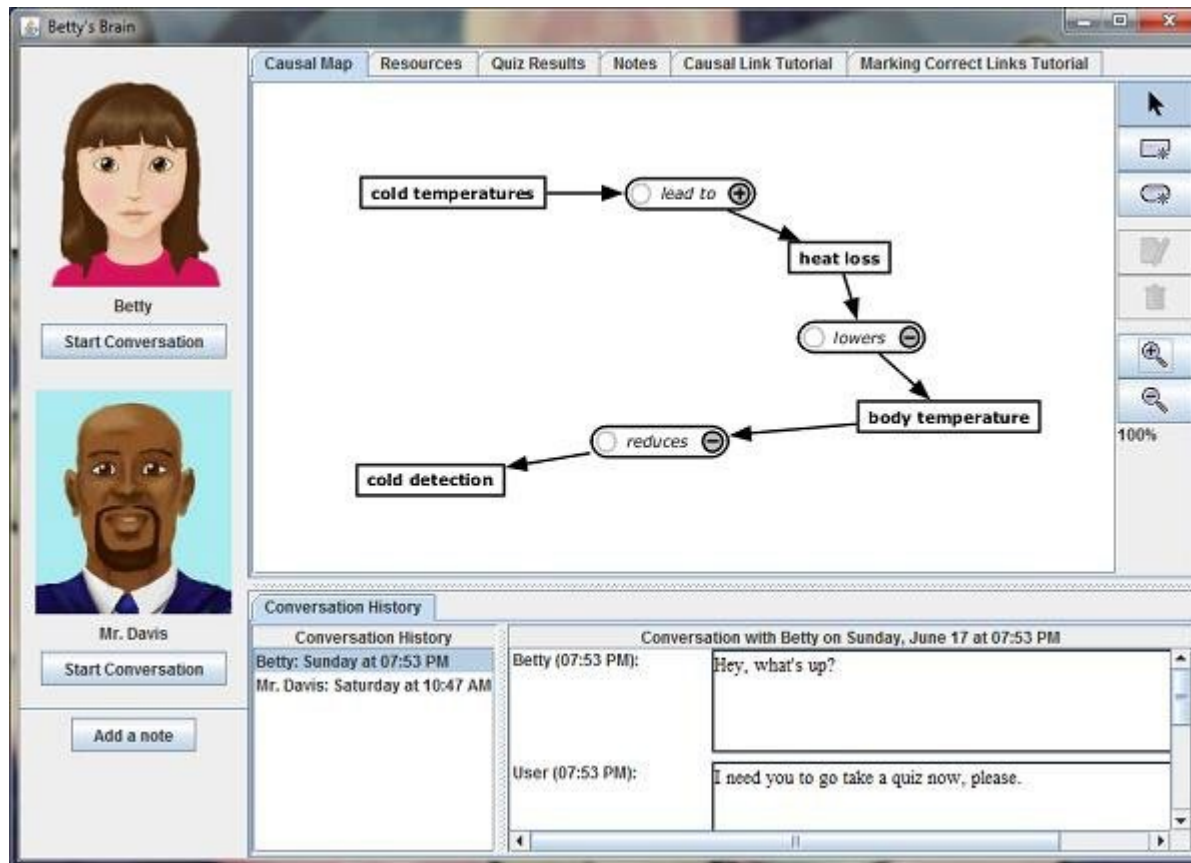 Betty's Brain
Causal Map Resources Quiz Results Notes Causal Link Tutorial Marking Correct Links Tutorial
cold temperatures
lead to
heat loss
lowers
body temperature
reduces
cold detection
100%
Betty
Start Conversation
Mr. Davis
Start Conversation
Add a note
Conversation History
Conversation History
Betty: Sunday at 07:53 PM
Mr. Davis: Saturday at 10:47 AM
Conversation with Betty on Sunday, June 17 at 07:53 PM
Betty (07:53 PM):
Hey, what's up?
User (07:53 PM):
I need you to go take a quiz now, please.